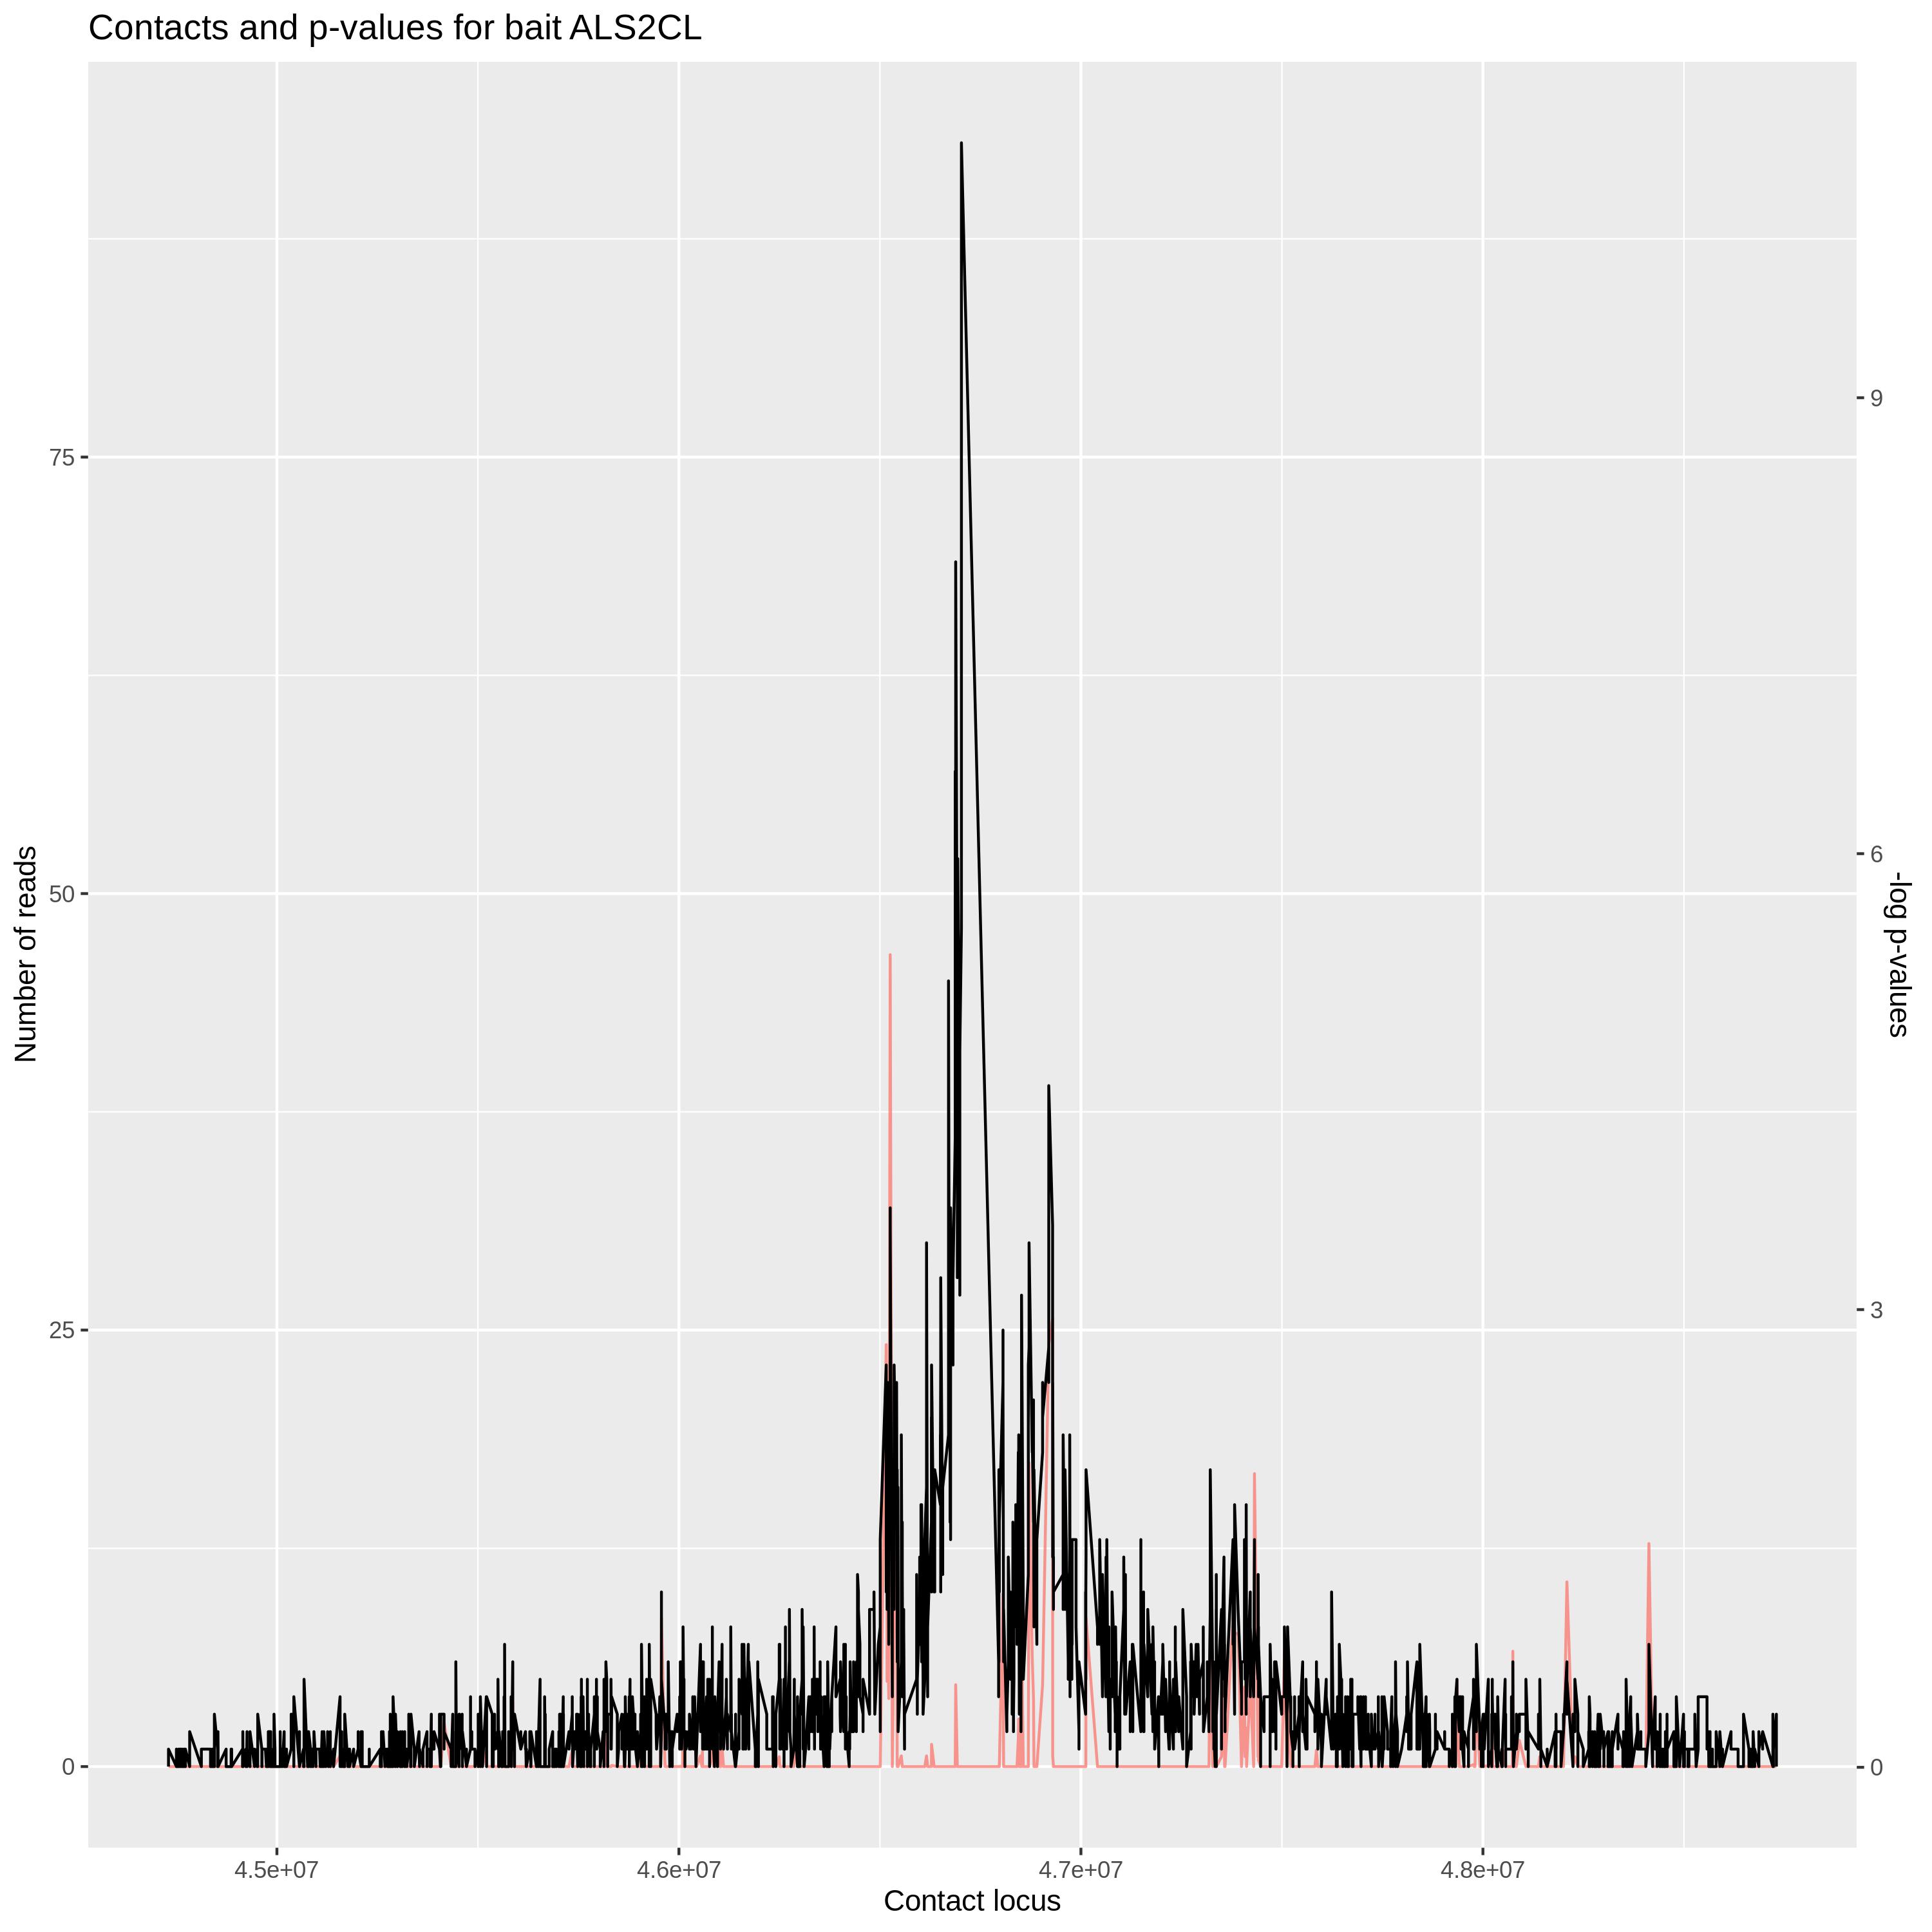 Contacts and p-values for bait ALS2CL
Number of reads
75
50
25
0
9
6
3
0
-log p-values
4.5e+07
4.6e+07
4.7e+07
4.8e+07
Contact locus